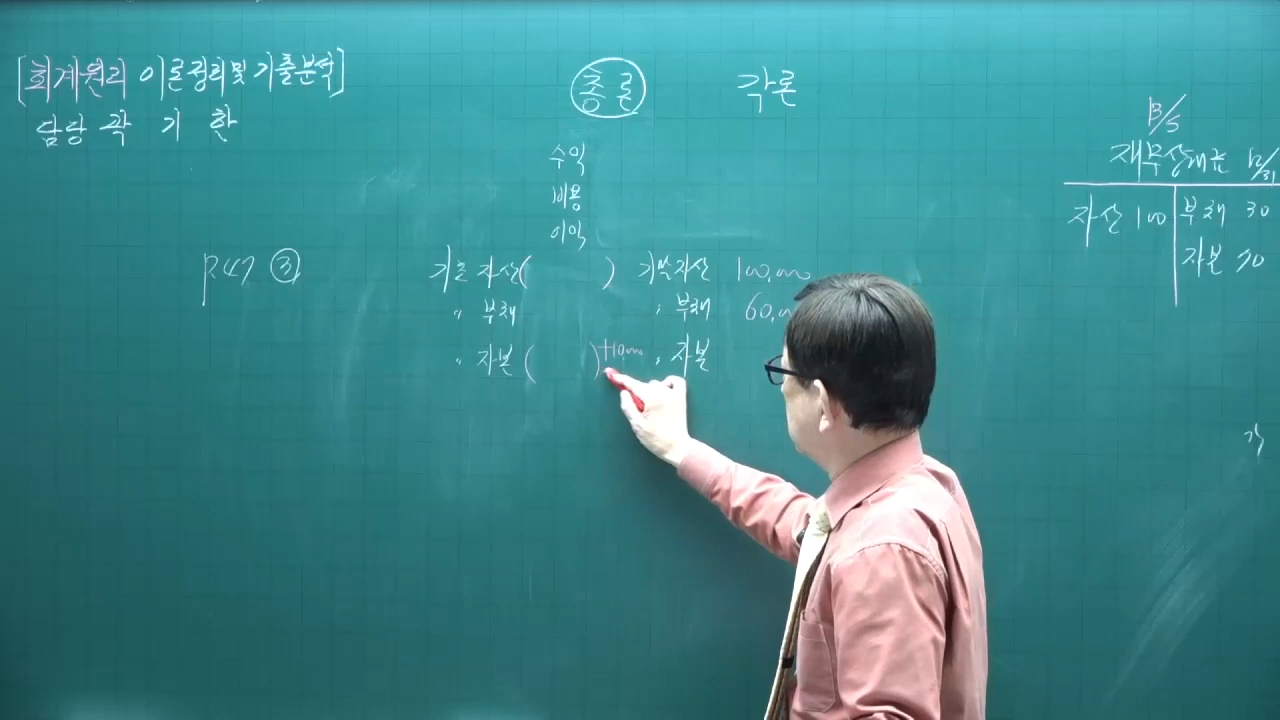 [회계원리 이론정리 및 기출분석]
담당 곽 기 환
총론 각론
수익
비용
이익
P.47 ③
기초 자산( ) 기말자산 100,000
〃 부채 〃 부채 60,
〃 자본( ) +10,000 〃 자본
B/S
재무상태표 12/31
자산 100 부채 30
자본 70